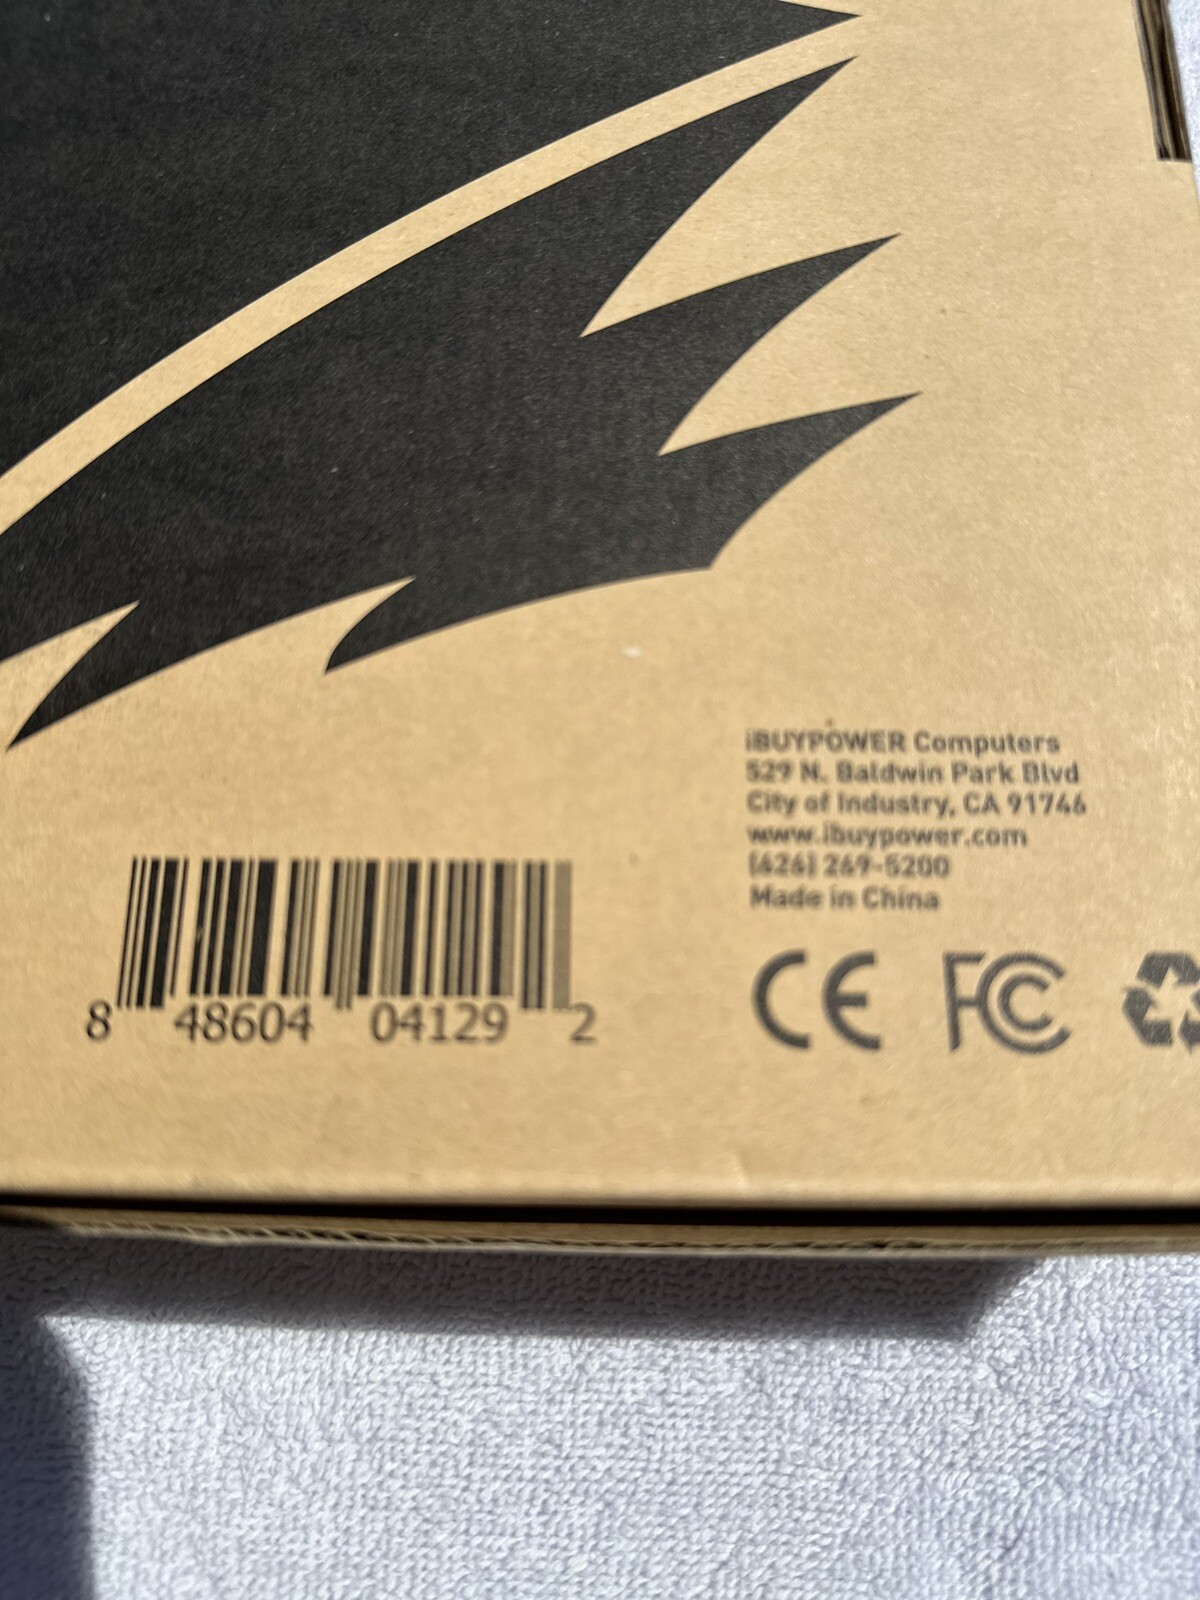 iBUYPOWER Computers
529 N. Baldwin Park Blvd
City of Industry, CA 91746
www.ibuypower.com
(626) 269-5200
Made in China
8 48604 04129 2
CE FC